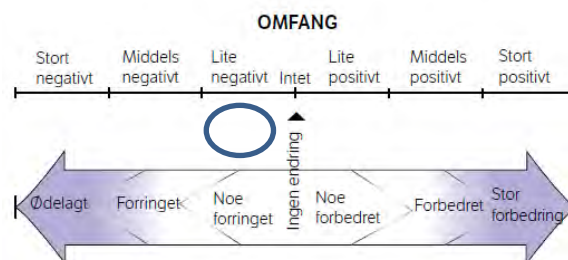 OMFANG
Stort negativt
Middels negativt
Lite negativt
Intet
Lite positivt
Middels positivt
Stort positivt
Ødelagt
Forringet
Noe forringet
Ingen endring
Noe forbedret
Forbedret
Stor forbedring